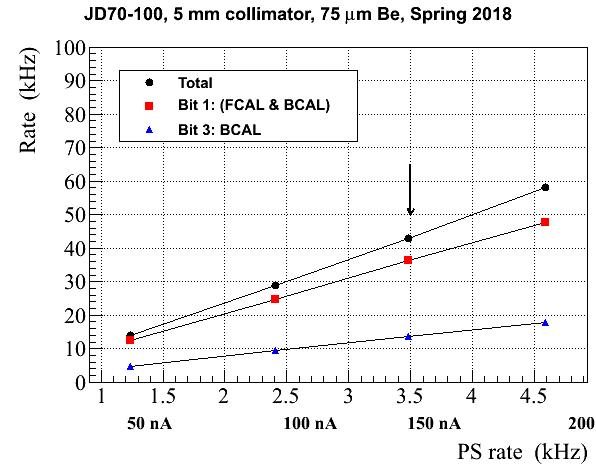 JD70-100, 5 mm collimator, 75 μm Be, Spring 2018
Rate (kHz)
100
90
80
70
60
50
40
30
20
10
0
Total
Bit 1: (FCAL & BCAL)
Bit 3: BCAL
1 1.5 2 2.5 3 3.5 4 4.5
50 nA 100 nA 150 nA 200
PS rate (kHz)